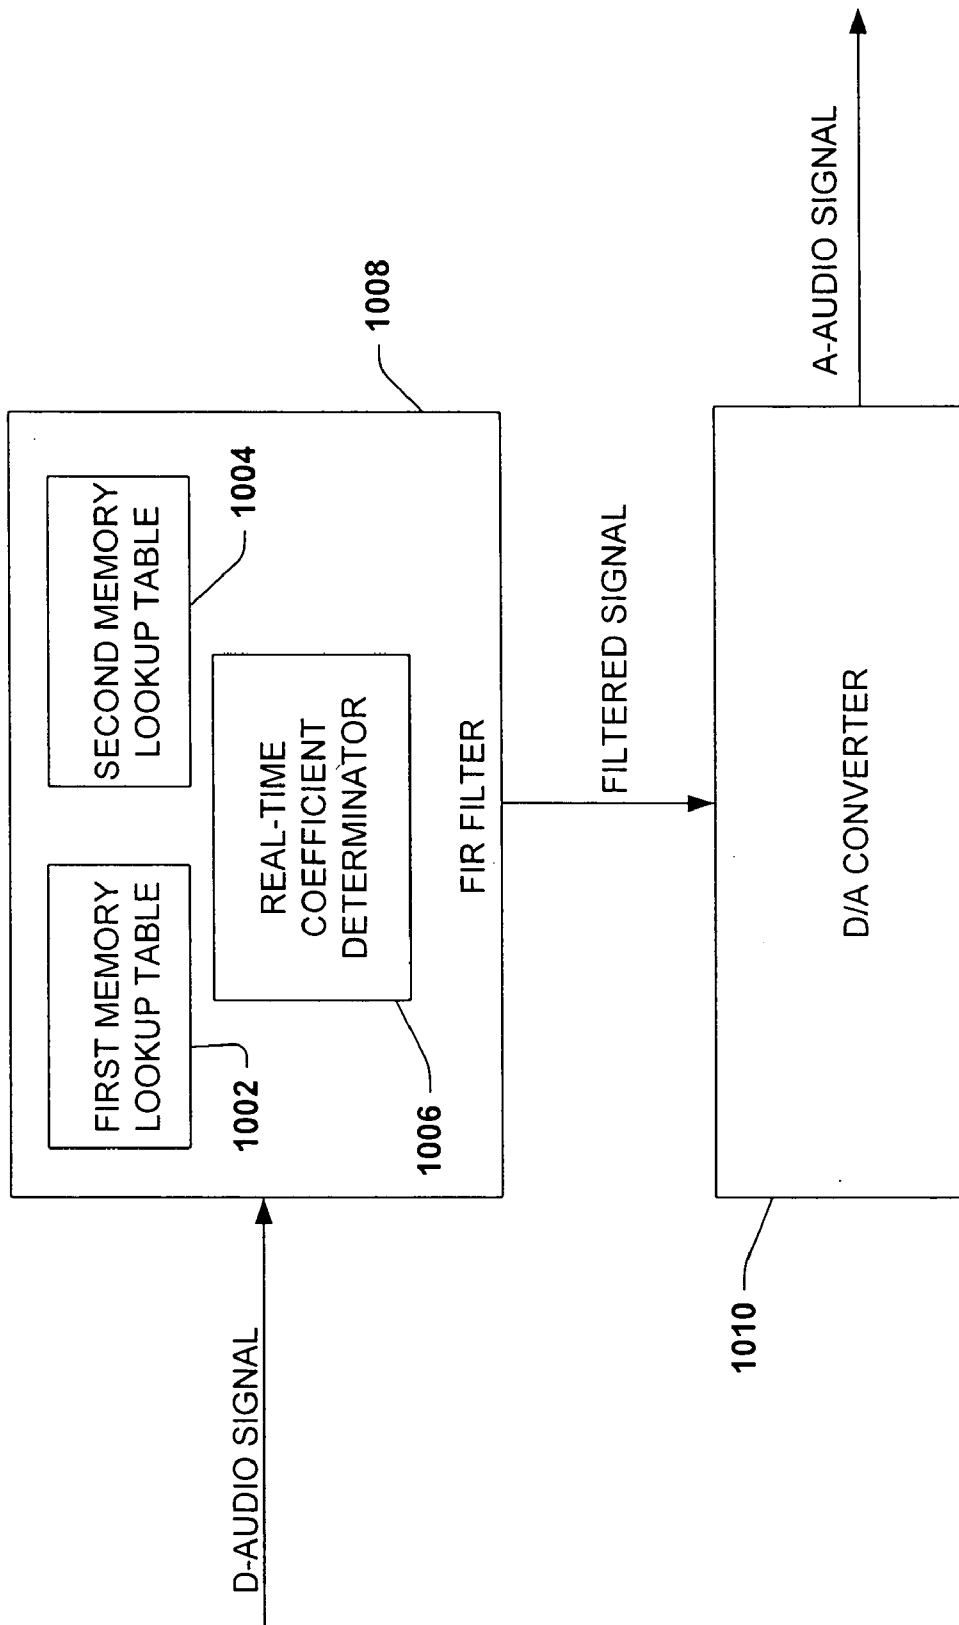 D-AUDIO SIGNAL
FIRST MEMORY
LOOKUP TABLE
1002
SECOND MEMORY
LOOKUP TABLE
1004
REAL-TIME
COEFFICIENT
DETERMINATOR
1006
FIR FILTER
1008
FILTERED SIGNAL
D/A CONVERTER
1010
A-AUDIO SIGNAL